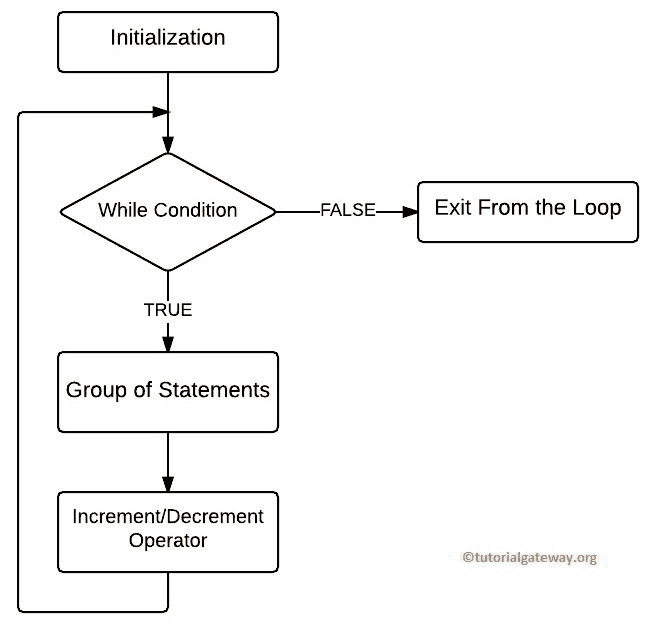 Initialization
While Condition
FALSE
Exit From the Loop
TRUE
Group of Statements
Increment/Decrement
Operator
©tutorialgateway.org